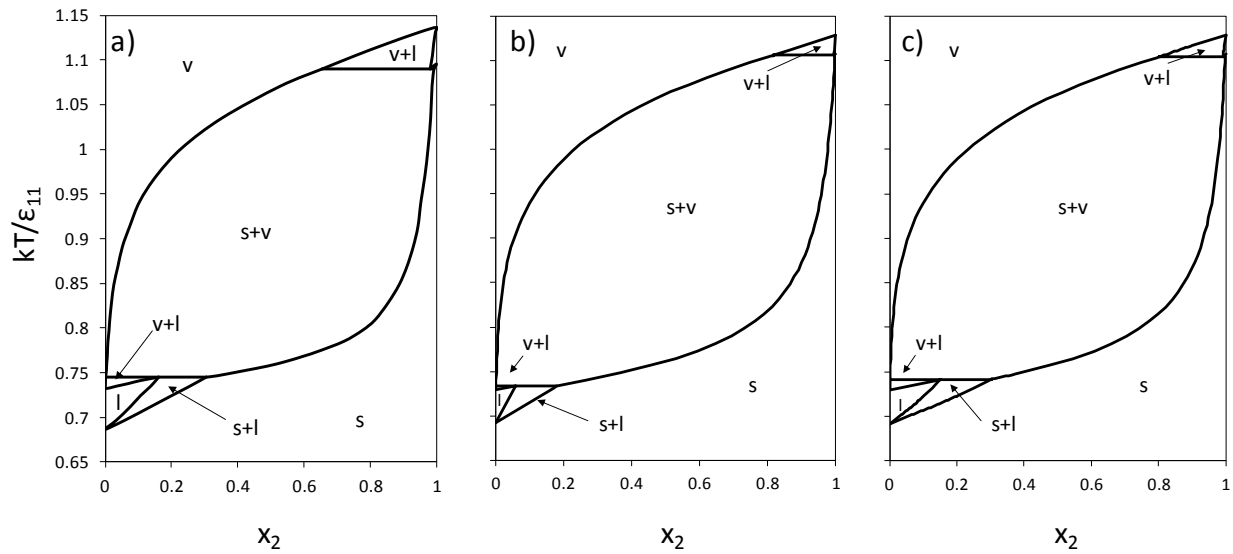 a)
v
v+l
s+v
v+l
l
s+l
s
1.15
1.1
1.05
1
0.95
0.9
0.85
0.8
0.75
0.7
0.65
kT/ε11
0 0.2 0.4 0.6 0.8 1
x2
b)
v
v+l
s+v
v+l
l
s
s+l
0 0.2 0.4 0.6 0.8 1
x2
c)
v
v+l
s+v
v+l
l
s
s+l
0 0.2 0.4 0.6 0.8 1
x2